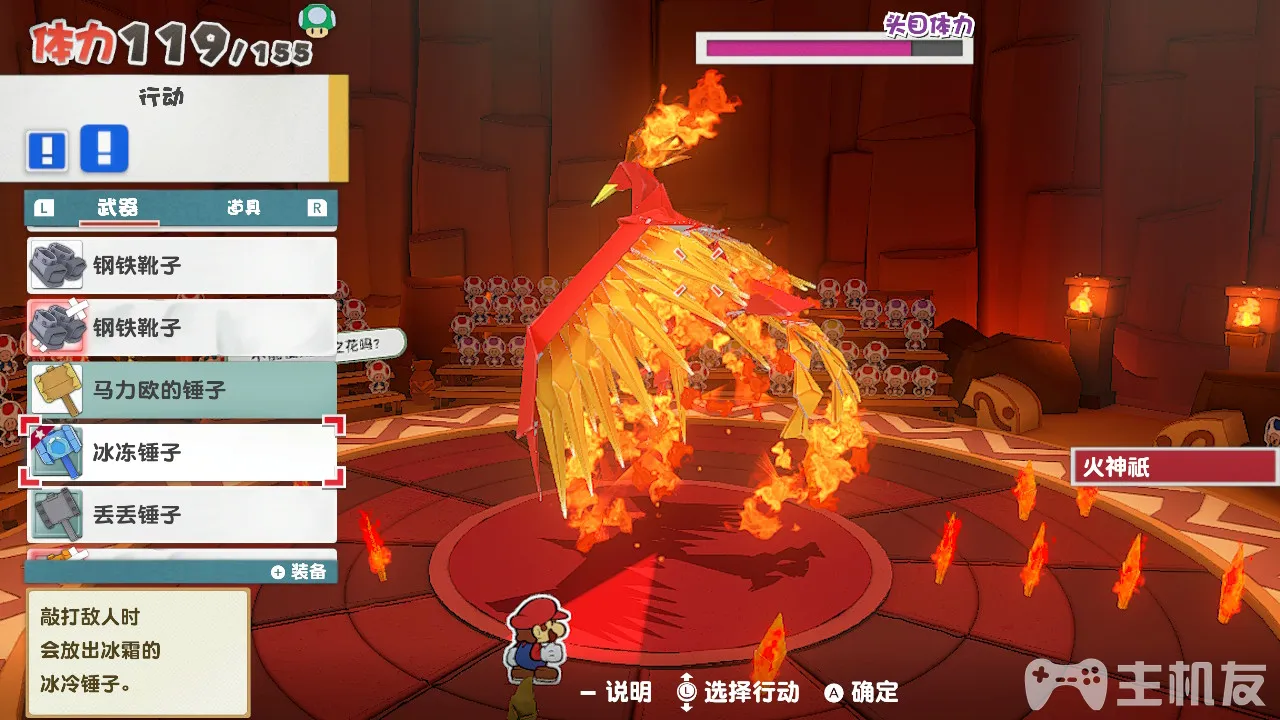 体力119/155
头目体力
行动
L 武器 道具 R
钢铁靴子
钢铁靴子
之花吗?
马力欧的锤子
冰冻锤子
火神祇
丢丢锤子
+ 装备
敲打敌人时
会放出冰霜的
冰冷锤子。
− 说明 L 选择行动 A 确定
主机友